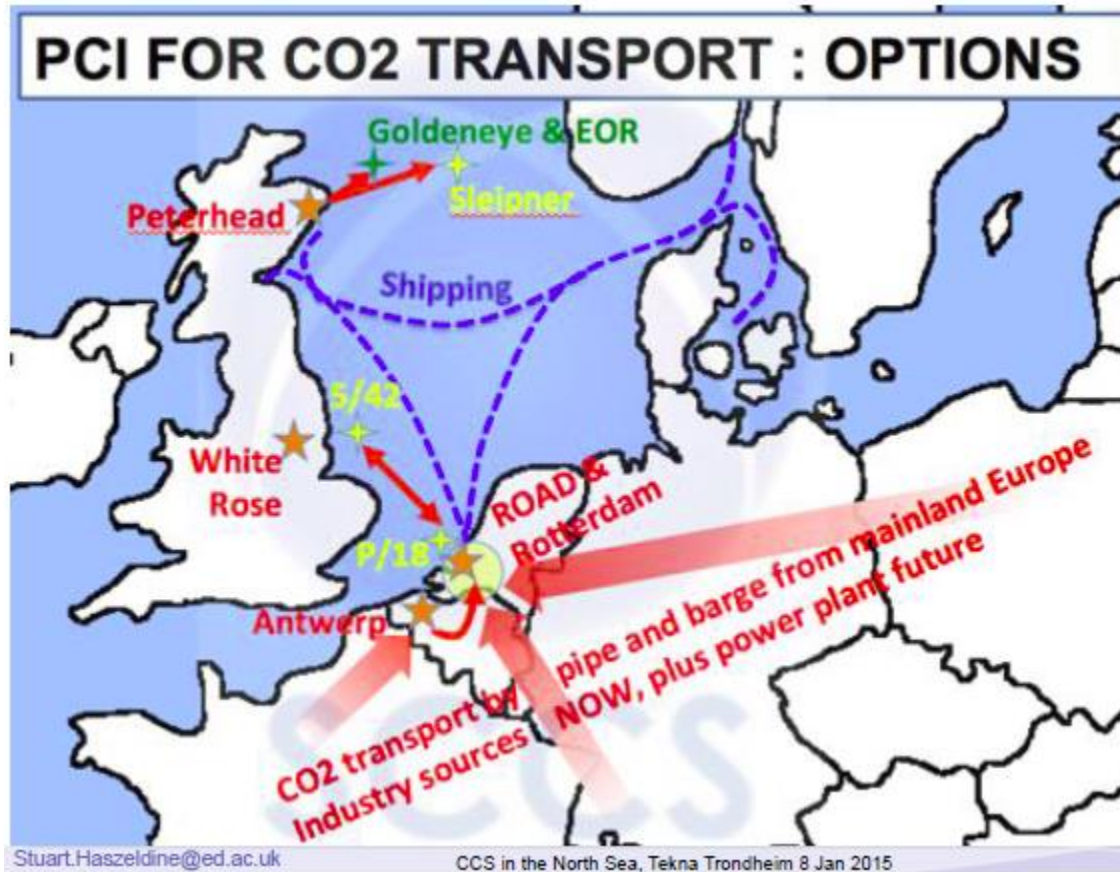 PCI FOR CO2 TRANSPORT : OPTIONS
Goldeneye & EOR
Sleipner
Peterhead
Shipping
5/42
White
Rose
ROAD &
Rotterdam
P/18
Antwerp
CO2 transport by pipe and barge from mainland Europe
Industry sources NOW, plus power plant future
SCCS
Stuart.Haszeldine@ed.ac.uk
CCS in the North Sea, Tekna Trondheim 8 Jan 2015